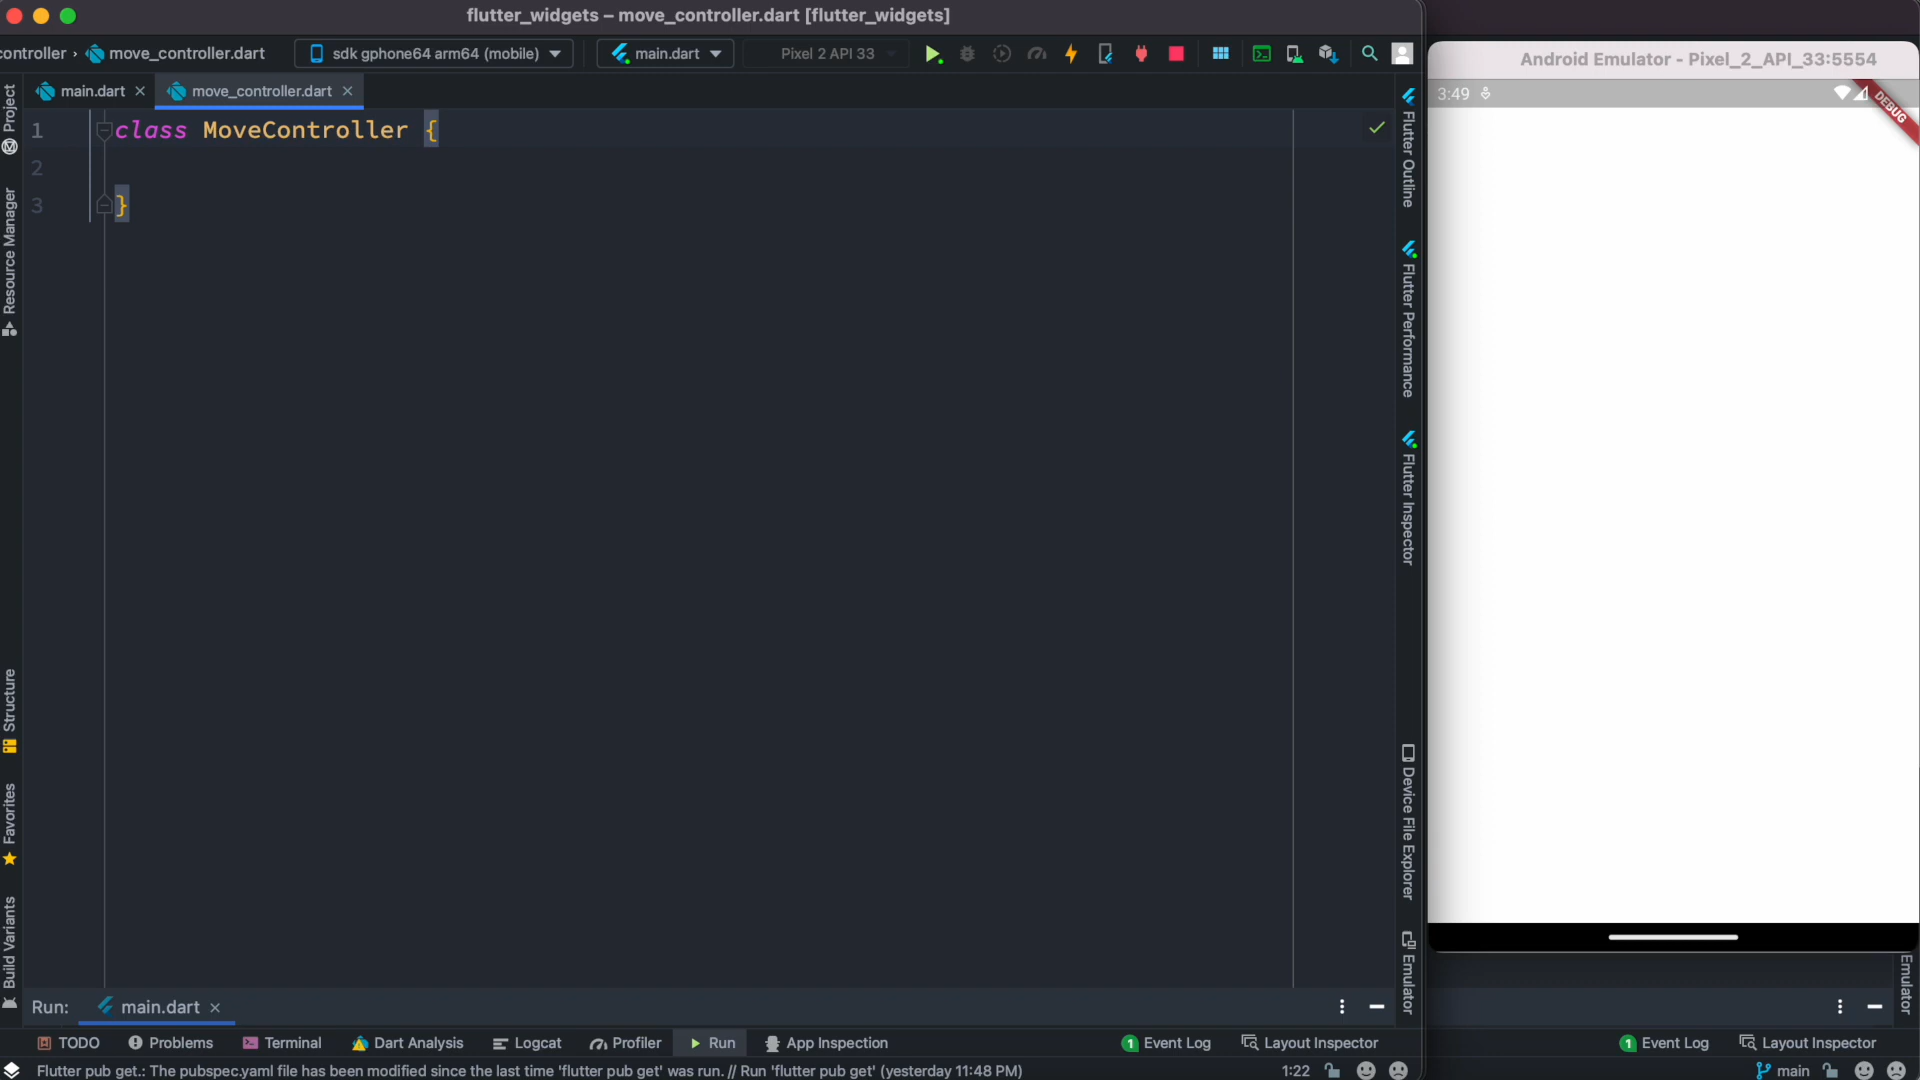 flutter_widgets – move_controller.dart [flutter_widgets]
controller › move_controller.dart
sdk gphone64 arm64 (mobile)
main.dart
Pixel 2 API 33
main.dart
move_controller.dart
1 class MoveController {
2
3 }
Project
Resource Manager
Structure
Favorites
Build Variants
Flutter Outline
Flutter Performance
Flutter Inspector
Device File Explorer
Emulator
Android Emulator - Pixel_2_API_33:5554
3:49
DEBUG
Run: main.dart
TODO Problems Terminal Dart Analysis Logcat Profiler Run App Inspection 1 Event Log Layout Inspector
Flutter pub get.: The pubspec.yaml file has been modified since the last time 'flutter pub get' was run. // Run 'flutter pub get' (yesterday 11:48 PM) 1:22
Emulator
1 Event Log Layout Inspector
main